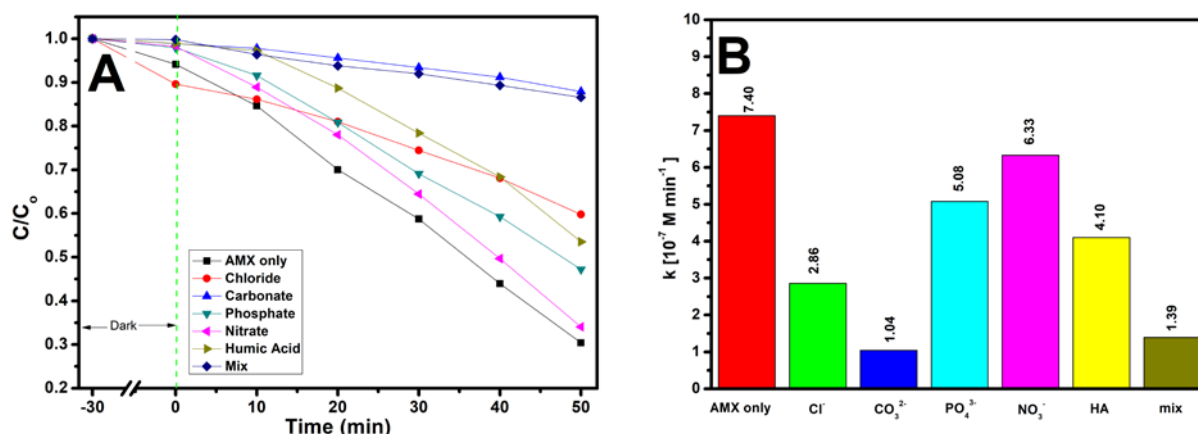 A
C/Co
1.0
0.9
0.8
0.7
0.6
0.5
0.4
0.3
0.2
AMX only
Chloride
Carbonate
Phosphate
Nitrate
Humic Acid
Mix
Dark
-30
0
10
20
30
40
50
Time (min)
B
k [10⁻⁷ M min⁻¹]
9
8
7
6
5
4
3
2
1
0
7.40
2.86
1.04
5.08
6.33
4.10
1.39
AMX only
Cl⁻
CO₃²⁻
PO₄³⁻
NO₃⁻
HA
mix